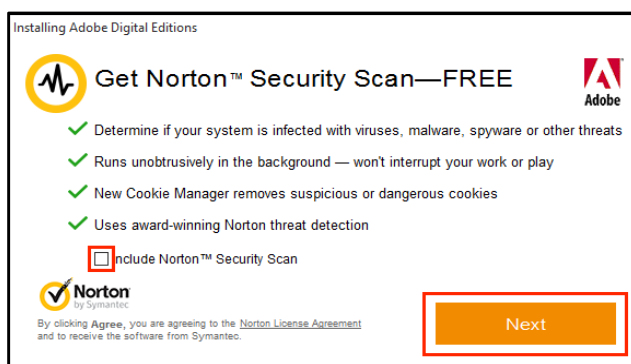 Installing Adobe Digital Editions
Get Norton™ Security Scan—FREE
Adobe
Determine if your system is infected with viruses, malware, spyware or other threats
Runs unobtrusively in the background — won't interrupt your work or play
New Cookie Manager removes suspicious or dangerous cookies
Uses award-winning Norton threat detection
Include Norton™ Security Scan
Norton
by Symantec
By clicking Agree, you are agreeing to the Norton License Agreement
and to receive the software from Symantec.
Next